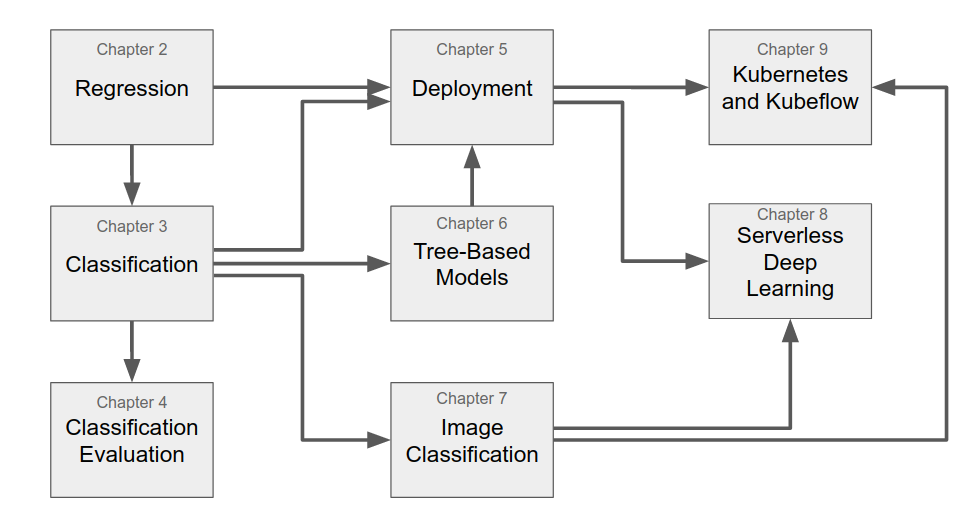 Chapter 2
Regression
Chapter 5
Deployment
Chapter 9
Kubernetes
and Kubeflow
Chapter 3
Classification
Chapter 6
Tree-Based
Models
Chapter 8
Serverless
Deep
Learning
Chapter 4
Classification
Evaluation
Chapter 7
Image
Classification